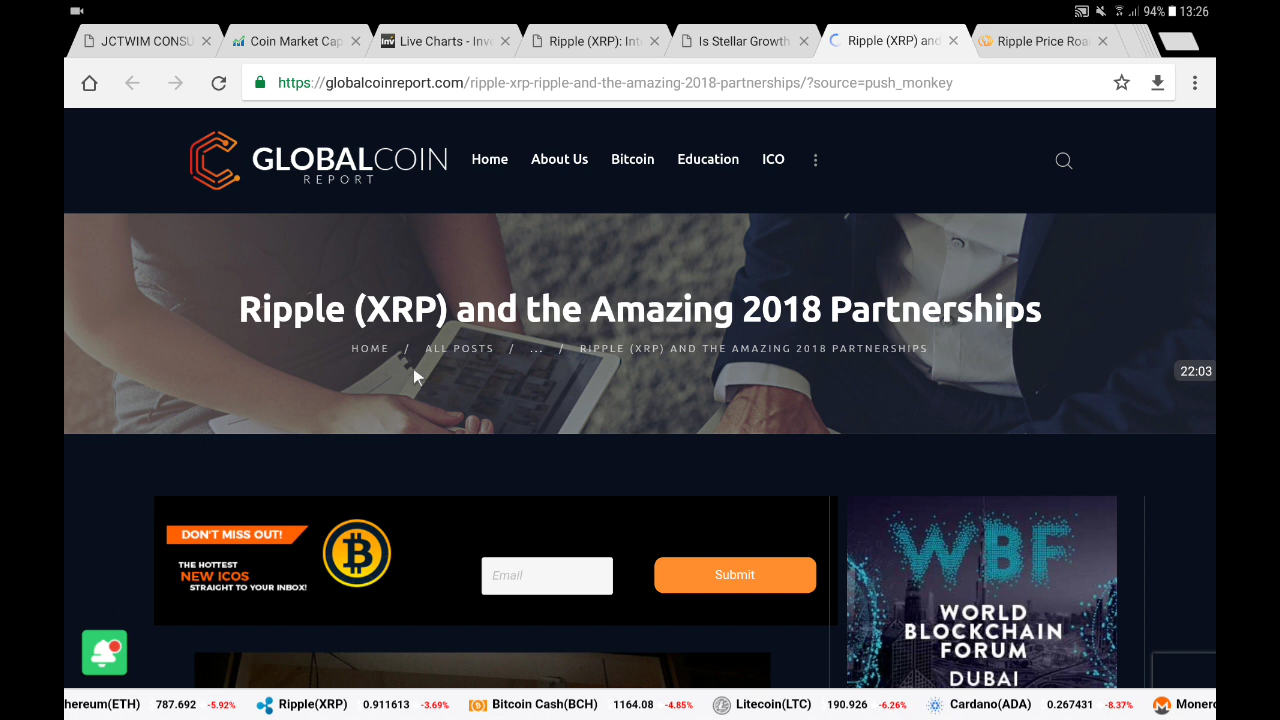 94% 13:26
JCTWIM CONSU
Coin Market Cap
Live Charts - Inve
Ripple (XRP): Int
Is Stellar Growth
Ripple (XRP) and
Ripple Price Roa
https://globalcoinreport.com/ripple-xrp-ripple-and-the-amazing-2018-partnerships/?source=push_monkey
GLOBALCOIN
REPORT
Home About Us Bitcoin Education ICO
Ripple (XRP) and the Amazing 2018 Partnerships
HOME / ALL POSTS / ... / RIPPLE (XRP) AND THE AMAZING 2018 PARTNERSHIPS
22:03
DON'T MISS OUT!
THE HOTTEST
NEW ICOS
STRAIGHT TO YOUR INBOX!
Email
Submit
WBF
WORLD
BLOCKCHAIN
FORUM
DUBAI
hereum(ETH) 787.692 -5.92% Ripple(XRP) 0.911613 -3.69% Bitcoin Cash(BCH) 1164.08 -4.85% Litecoin(LTC) 190.926 -6.26% Cardano(ADA) 0.267431 -8.37% Monero